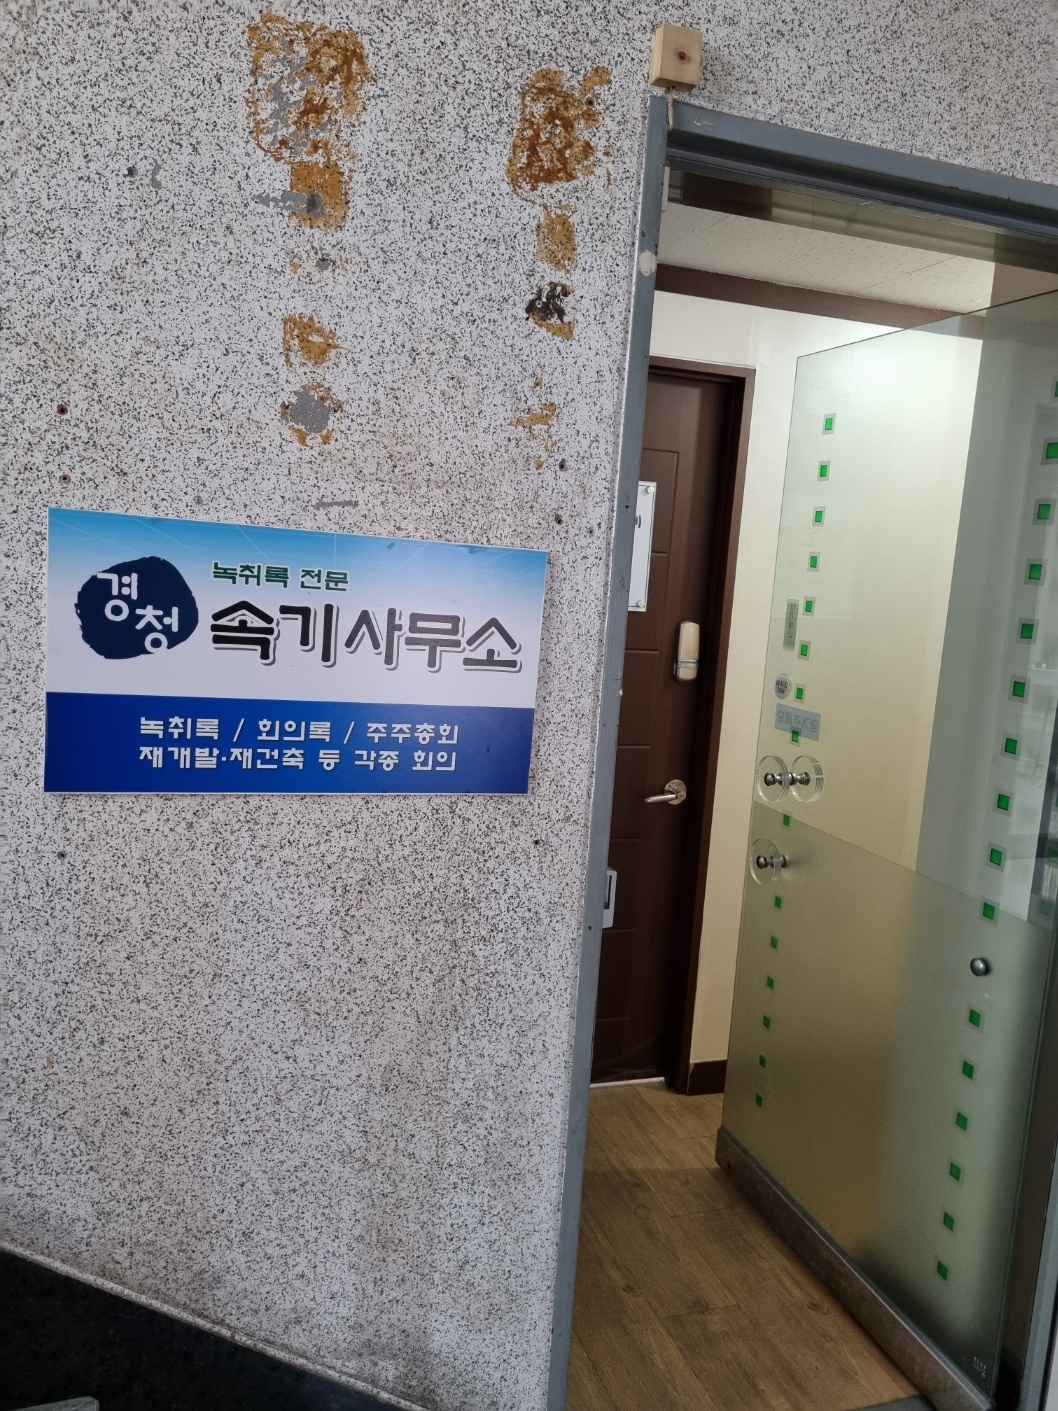 경청
녹취록 전문
속기사무소
녹취록 / 회의록 / 주주총회
재개발·재건축 등 각종 회의